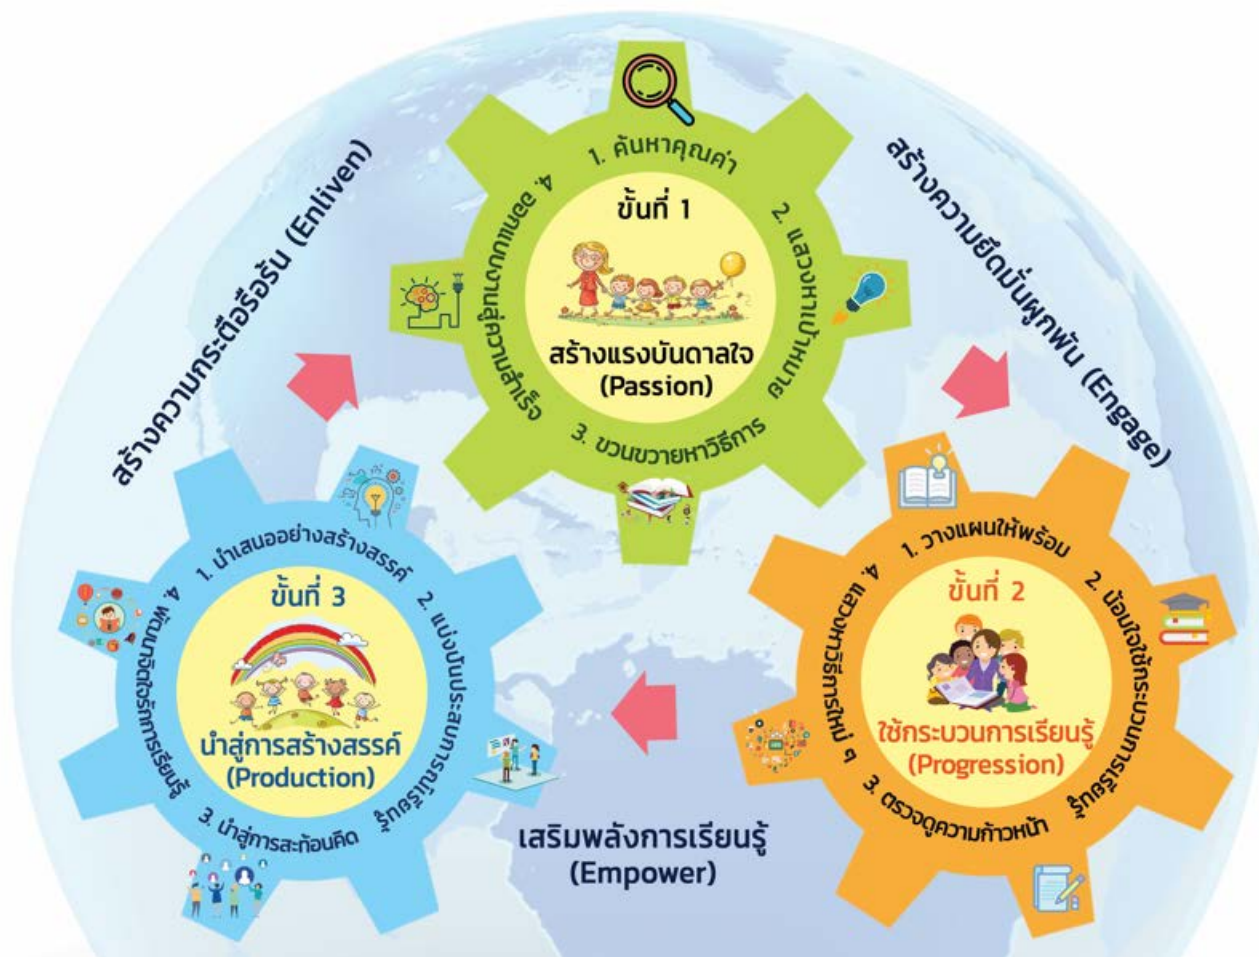 สร้างความกระตือรือร้น (Enliven)
สร้างความยึดมั่นผูกพัน (Engage)
ขั้นที่ 1
สร้างแรงบันดาลใจ
(Passion)
1. ค้นหาคุณค่า
2. แสวงหาเป้าหมาย
3. ขวนขวายหาวิธีการ
4. ออกแบบงานสู่ความสำเร็จ
ขั้นที่ 2
ใช้กระบวนการเรียนรู้
(Progression)
1. วางแผนให้พร้อม
2. น้อมใจใช้กระบวนการเรียนรู้
3. ตรวจดูความก้าวหน้า
4. แสวงหาวิธีการใหม่ ๆ
เสริมพลังการเรียนรู้
(Empower)
ขั้นที่ 3
นำสู่การสร้างสรรค์
(Production)
1. นำเสนออย่างสร้างสรรค์
2. แบ่งปันประสบการณ์เรียนรู้
3. นำสู่การสะท้อนคิด
4. พัฒนาจิตใจรักการเรียนรู้